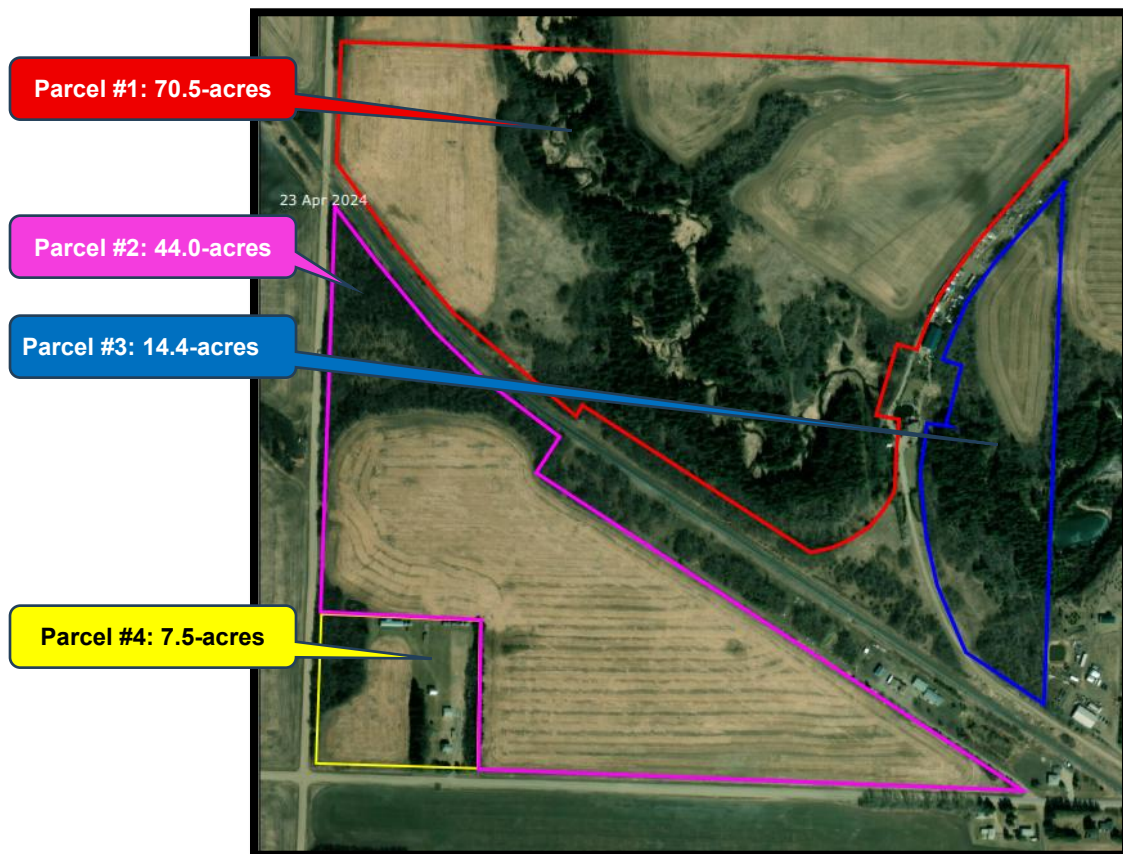 Parcel #1: 70.5-acres
23 Apr 2024
Parcel #2: 44.0-acres
Parcel #3: 14.4-acres
Parcel #4: 7.5-acres